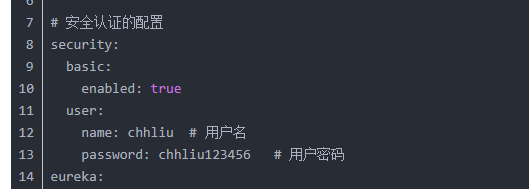 6
7 # 安全认证的配置
8 security:
9 basic:
10 enabled: true
11 user:
12 name: chhliu # 用户名
13 password: chhliu123456 # 用户密码
14 eureka: